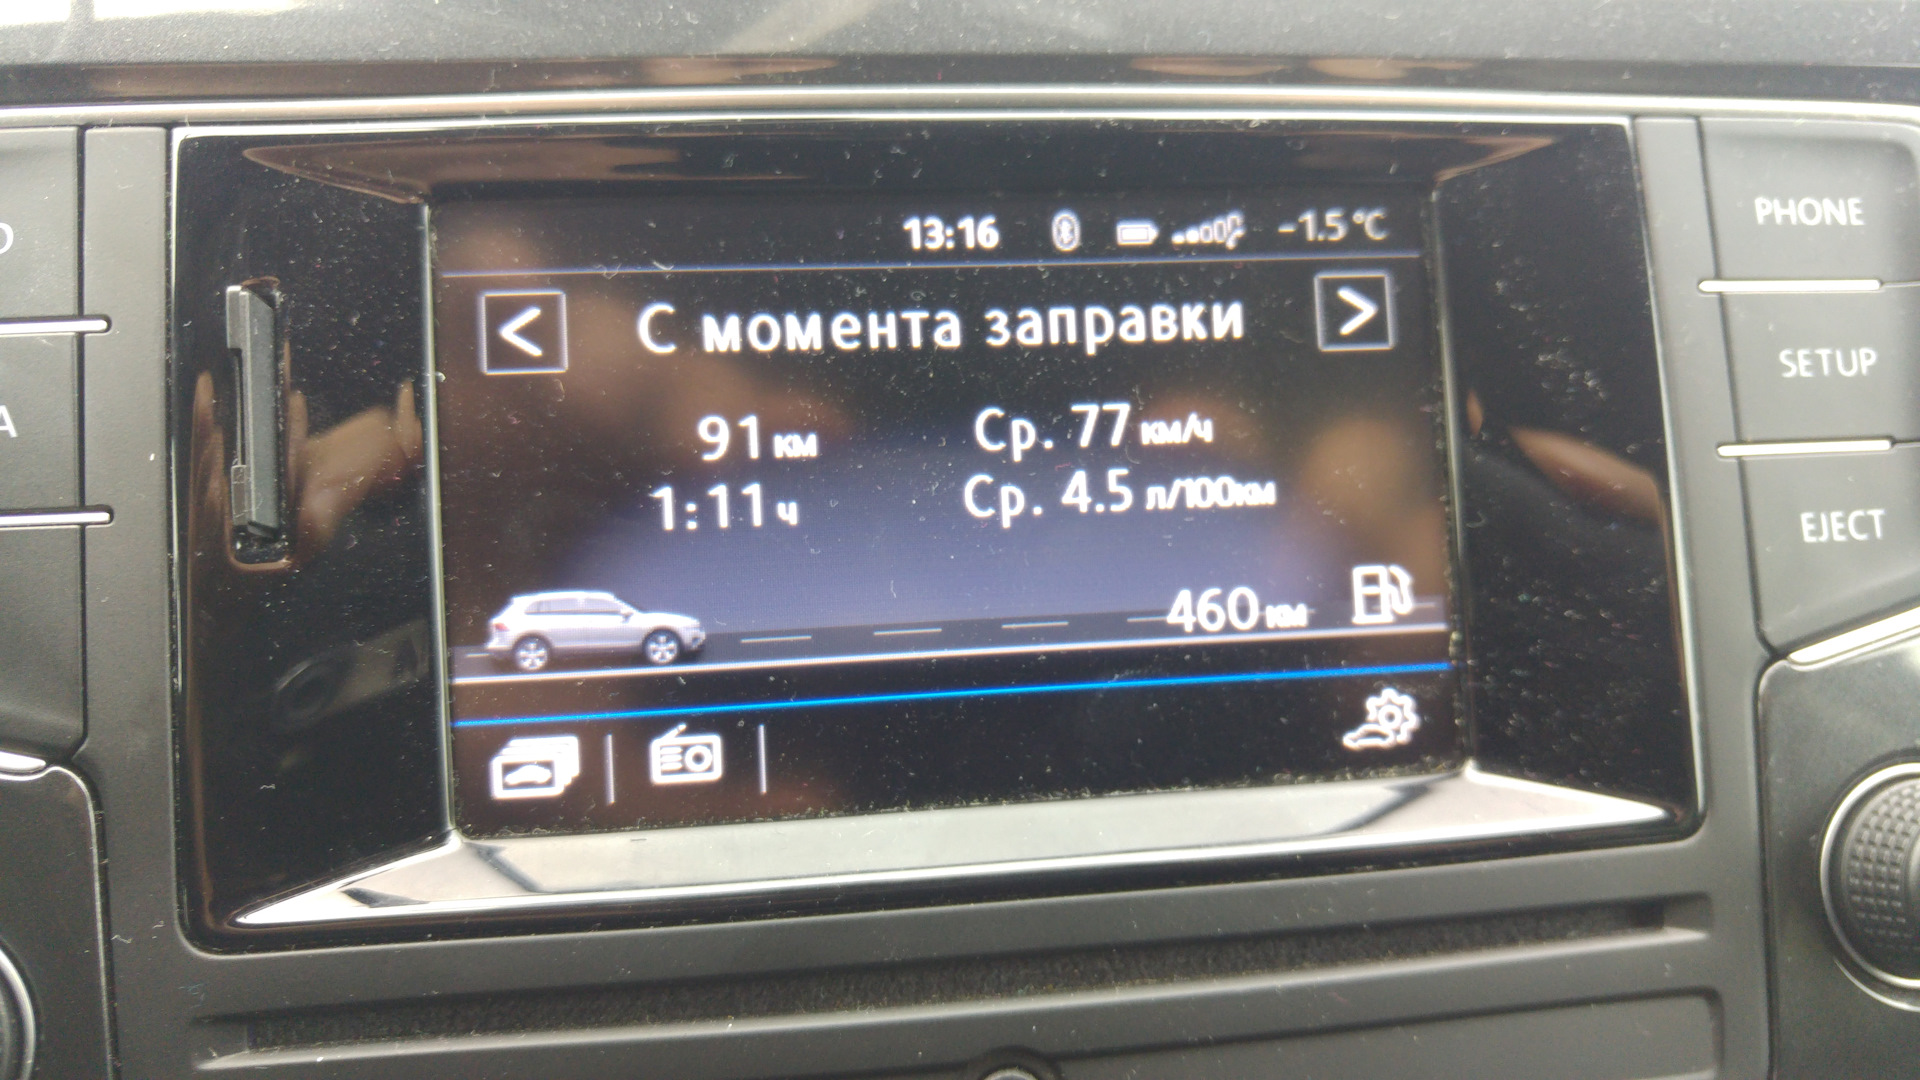 13:16 -1.5 °C
< С момента заправки >
91 км Ср. 77 км/ч
1:11 ч Ср. 4.5 л/100км
460 км
PHONE
SETUP
EJECT